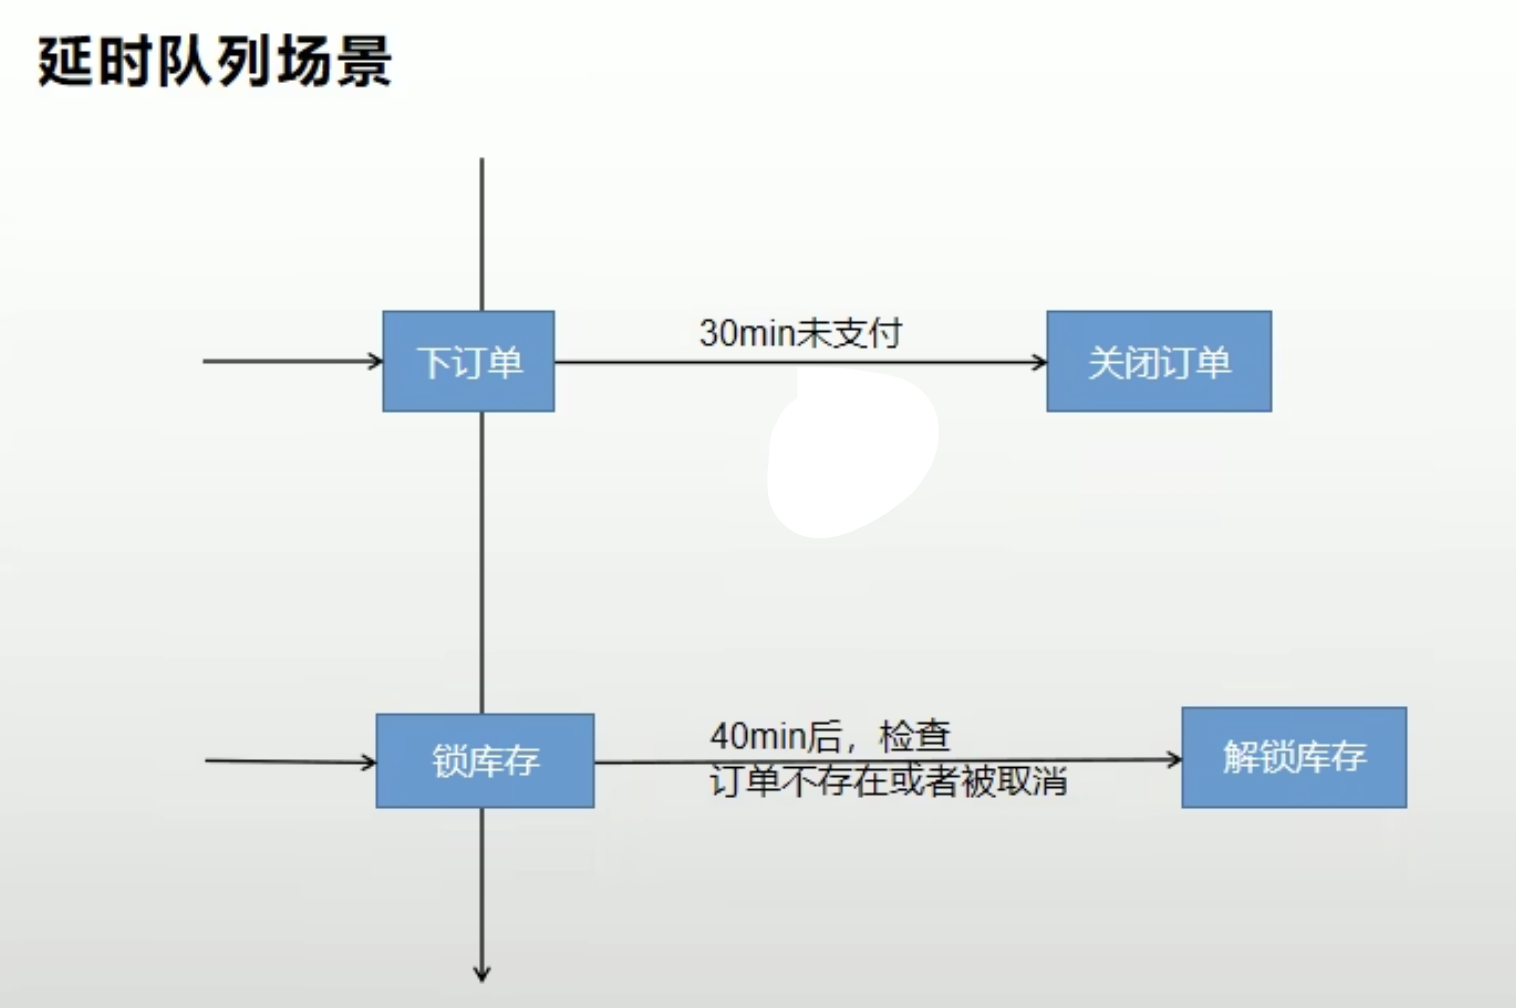 延时队列场景
30min未支付
下订单
关闭订单
40min后，检查
订单不存在或者被取消
锁库存
解锁库存